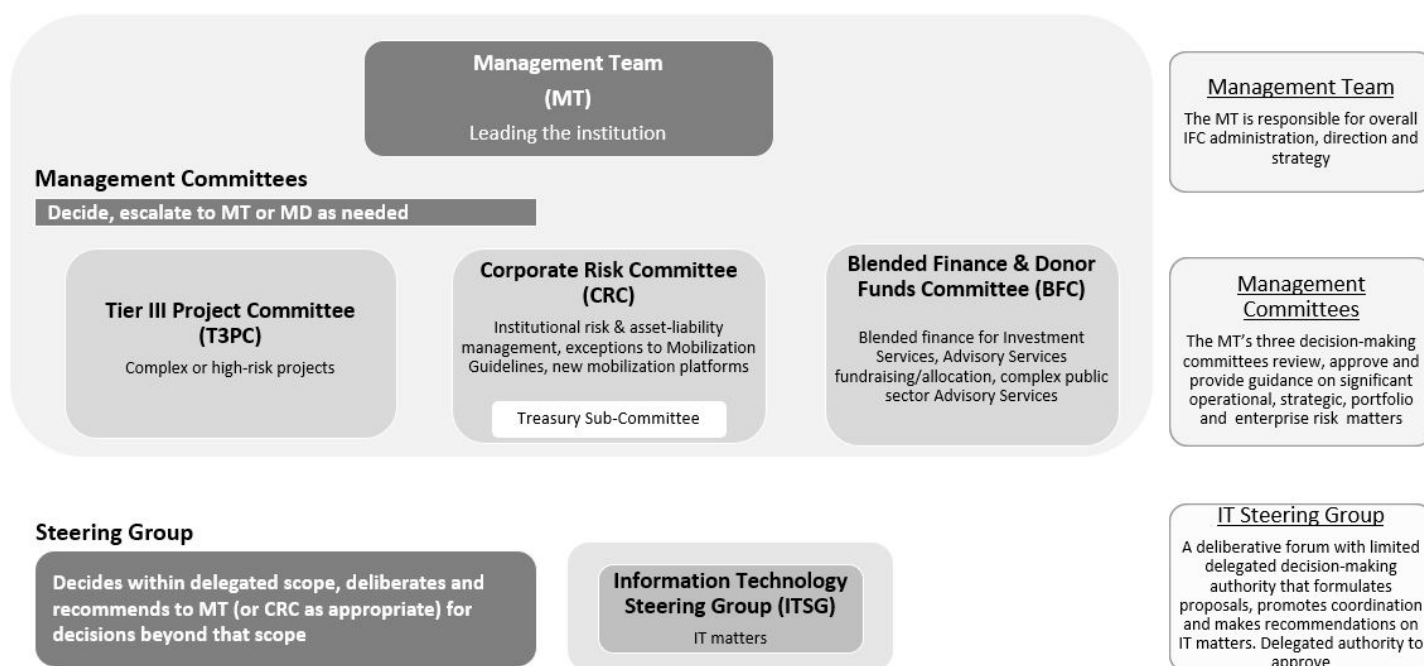 Management Team
(MT)
Leading the institution
Management Committees
Decide, escalate to MT or MD as needed
Tier III Project Committee
(T3PC)
Complex or high-risk projects
Corporate Risk Committee
(CRC)
Institutional risk & asset-liability
management, exceptions to Mobilization
Guidelines, new mobilization platforms
Treasury Sub-Committee
Blended Finance & Donor
Funds Committee (BFC)
Blended finance for Investment
Services, Advisory Services
fundraising/allocation, complex public
sector Advisory Services
Management Team
The MT is responsible for overall
IFC administration, direction and
strategy
Management
Committees
The MT’s three decision-making
committees review, approve and
provide guidance on significant
operational, strategic, portfolio
and enterprise risk matters
Steering Group
Decides within delegated scope, deliberates and
recommends to MT (or CRC as appropriate) for
decisions beyond that scope
Information Technology
Steering Group (ITSG)
IT matters
IT Steering Group
A deliberative forum with limited
delegated decision-making
authority that formulates
proposals, promotes coordination
and makes recommendations on
IT matters. Delegated authority to
approve